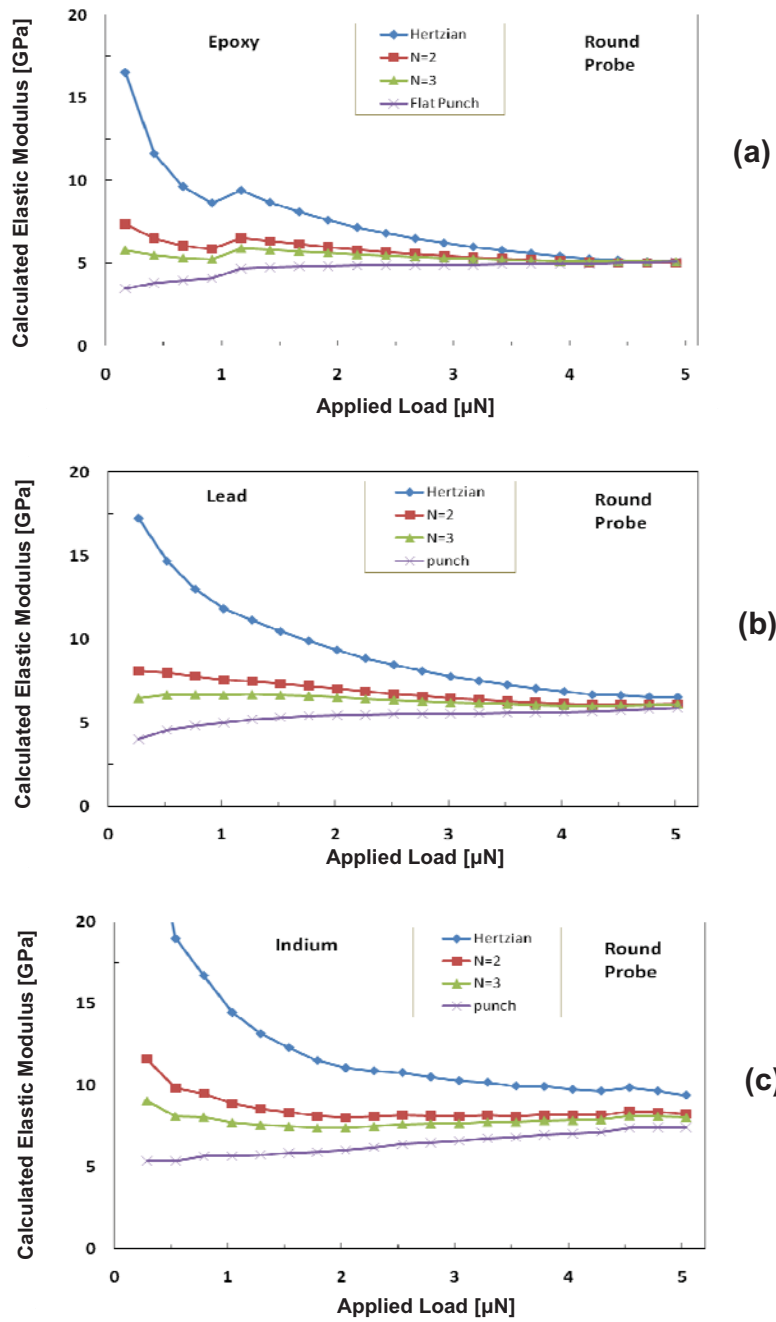 Calculated Elastic Modulus [GPa]
20
15
10
5
0
Epoxy
Hertzian
N=2
N=3
Flat Punch
Round
Probe
(a)
0 1 2 3 4 5
Applied Load [µN]
Calculated Elastic Modulus [GPa]
20
15
10
5
0
Lead
Hertzian
N=2
N=3
punch
Round
Probe
(b)
0 1 2 3 4 5
Applied Load [µN]
Calculated Elastic Modulus [GPa]
20
15
10
5
0
Indium
Hertzian
N=2
N=3
punch
Round
Probe
(c)
0 1 2 3 4 5
Applied Load [µN]